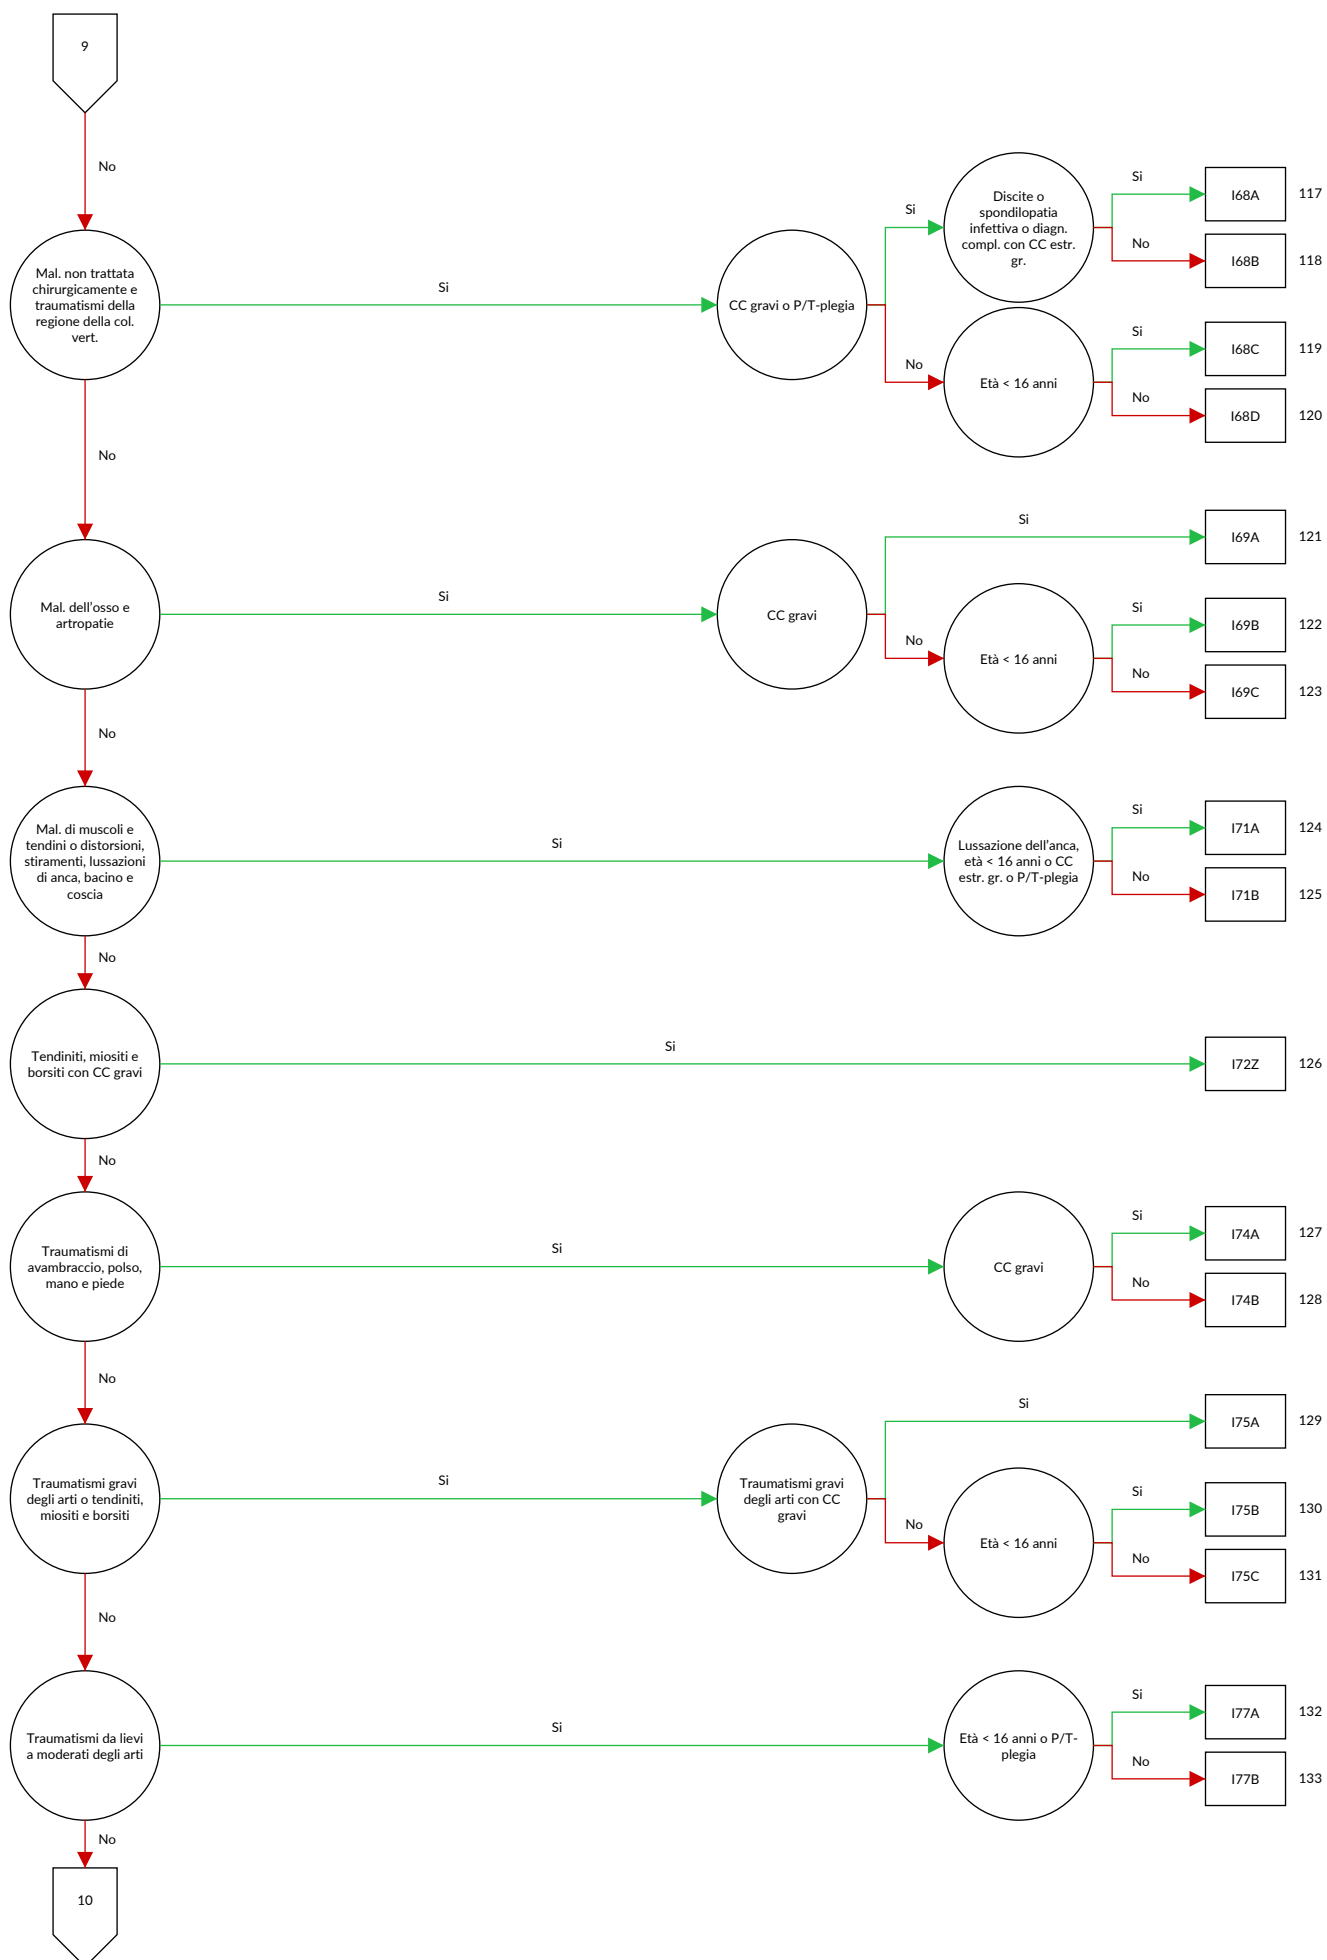 9
No
Mal. non trattata
chirurgicamente e
traumatismi della
regione della col.
vert.
Si
CC gravi o P/T-plegia
Si
Discite o
spondilopatia
infettiva o diagn.
compl. con CC estr.
gr.
Si
I68A
117
No
I68B
118
No
Età < 16 anni
Si
I68C
119
No
I68D
120
No
Mal. dell'osso e
artropatie
Si
CC gravi
Si
I69A
121
No
Età < 16 anni
Si
I69B
122
No
I69C
123
No
Mal. di muscoli e
tendini o distorsioni,
stiramenti, lussazioni
di anca, bacino e
coscia
Si
Lussazione dell'anca,
età < 16 anni o CC
estr. gr. o P/T-plegia
Si
I71A
124
No
I71B
125
No
Tendiniti, miositi e
borsiti con CC gravi
Si
I72Z
126
No
Traumatismi di
avambraccio, polso,
mano e piede
Si
CC gravi
Si
I74A
127
No
I74B
128
No
Traumatismi gravi
degli arti o tendiniti,
miositi e borsiti
Si
Traumatismi gravi
degli arti con CC
gravi
Si
I75A
129
No
Età < 16 anni
Si
I75B
130
No
I75C
131
No
Traumatismi da lievi
a moderati degli arti
Si
Età < 16 anni o P/T-
plegia
Si
I77A
132
No
I77B
133
No
10